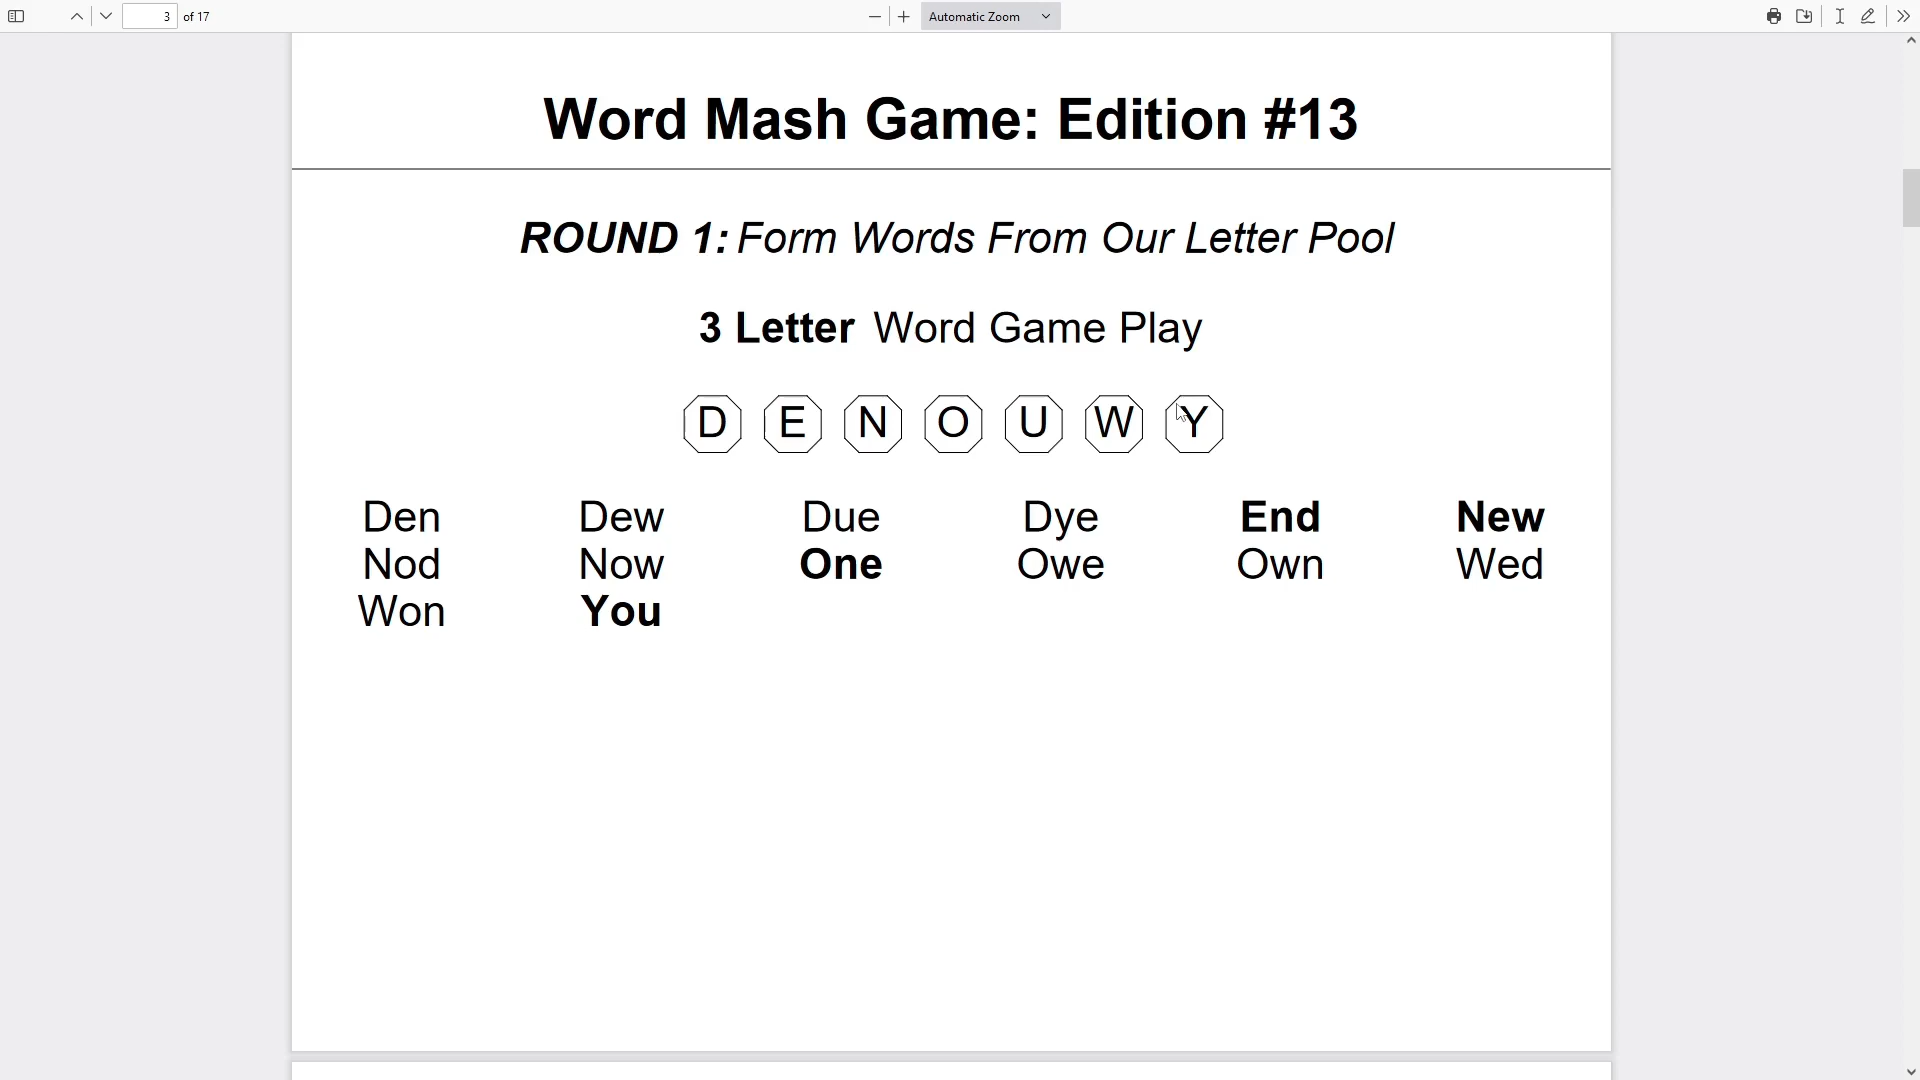 3 of 17 Automatic Zoom
Word Mash Game: Edition #13
ROUND 1: Form Words From Our Letter Pool
3 Letter Word Game Play
D E N O U W Y
Den Dew Due Dye End New
Nod Now One Owe Own Wed
Won You